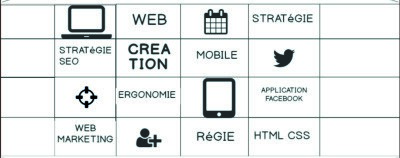 WEB
STRATéGIE
STRATéGIE
SEO
CREA
TION
MOBILE
ERGONOMIE
APPLICATION
FACEBOOK
WEB
MARKETING
RéGIE
HTML CSS